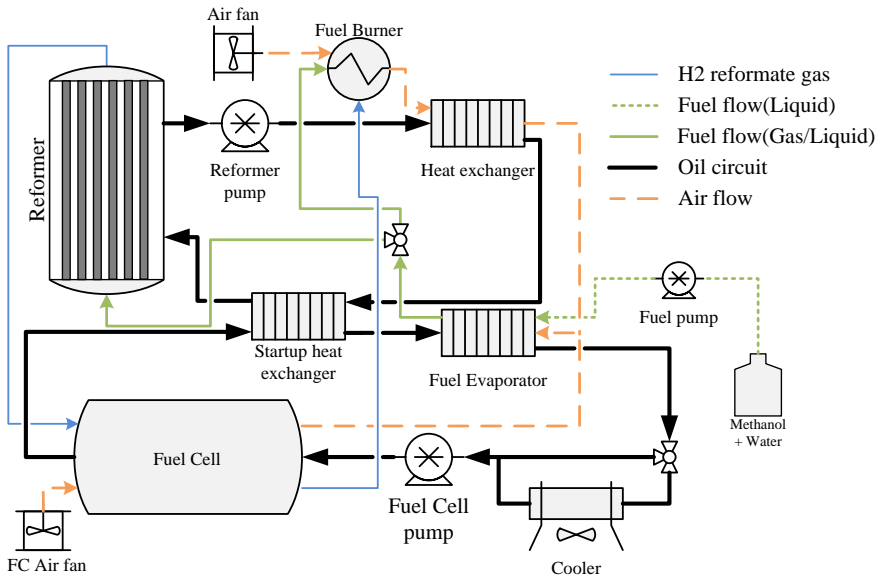 Air fan
Fuel Burner
H2 reformate gas
Fuel flow(Liquid)
Fuel flow(Gas/Liquid)
Oil circuit
Air flow
Reformer
Reformer
pump
Heat exchanger
Fuel pump
Startup heat
exchanger
Fuel Evaporator
Methanol
+ Water
Fuel Cell
Fuel Cell
pump
FC Air fan
Cooler